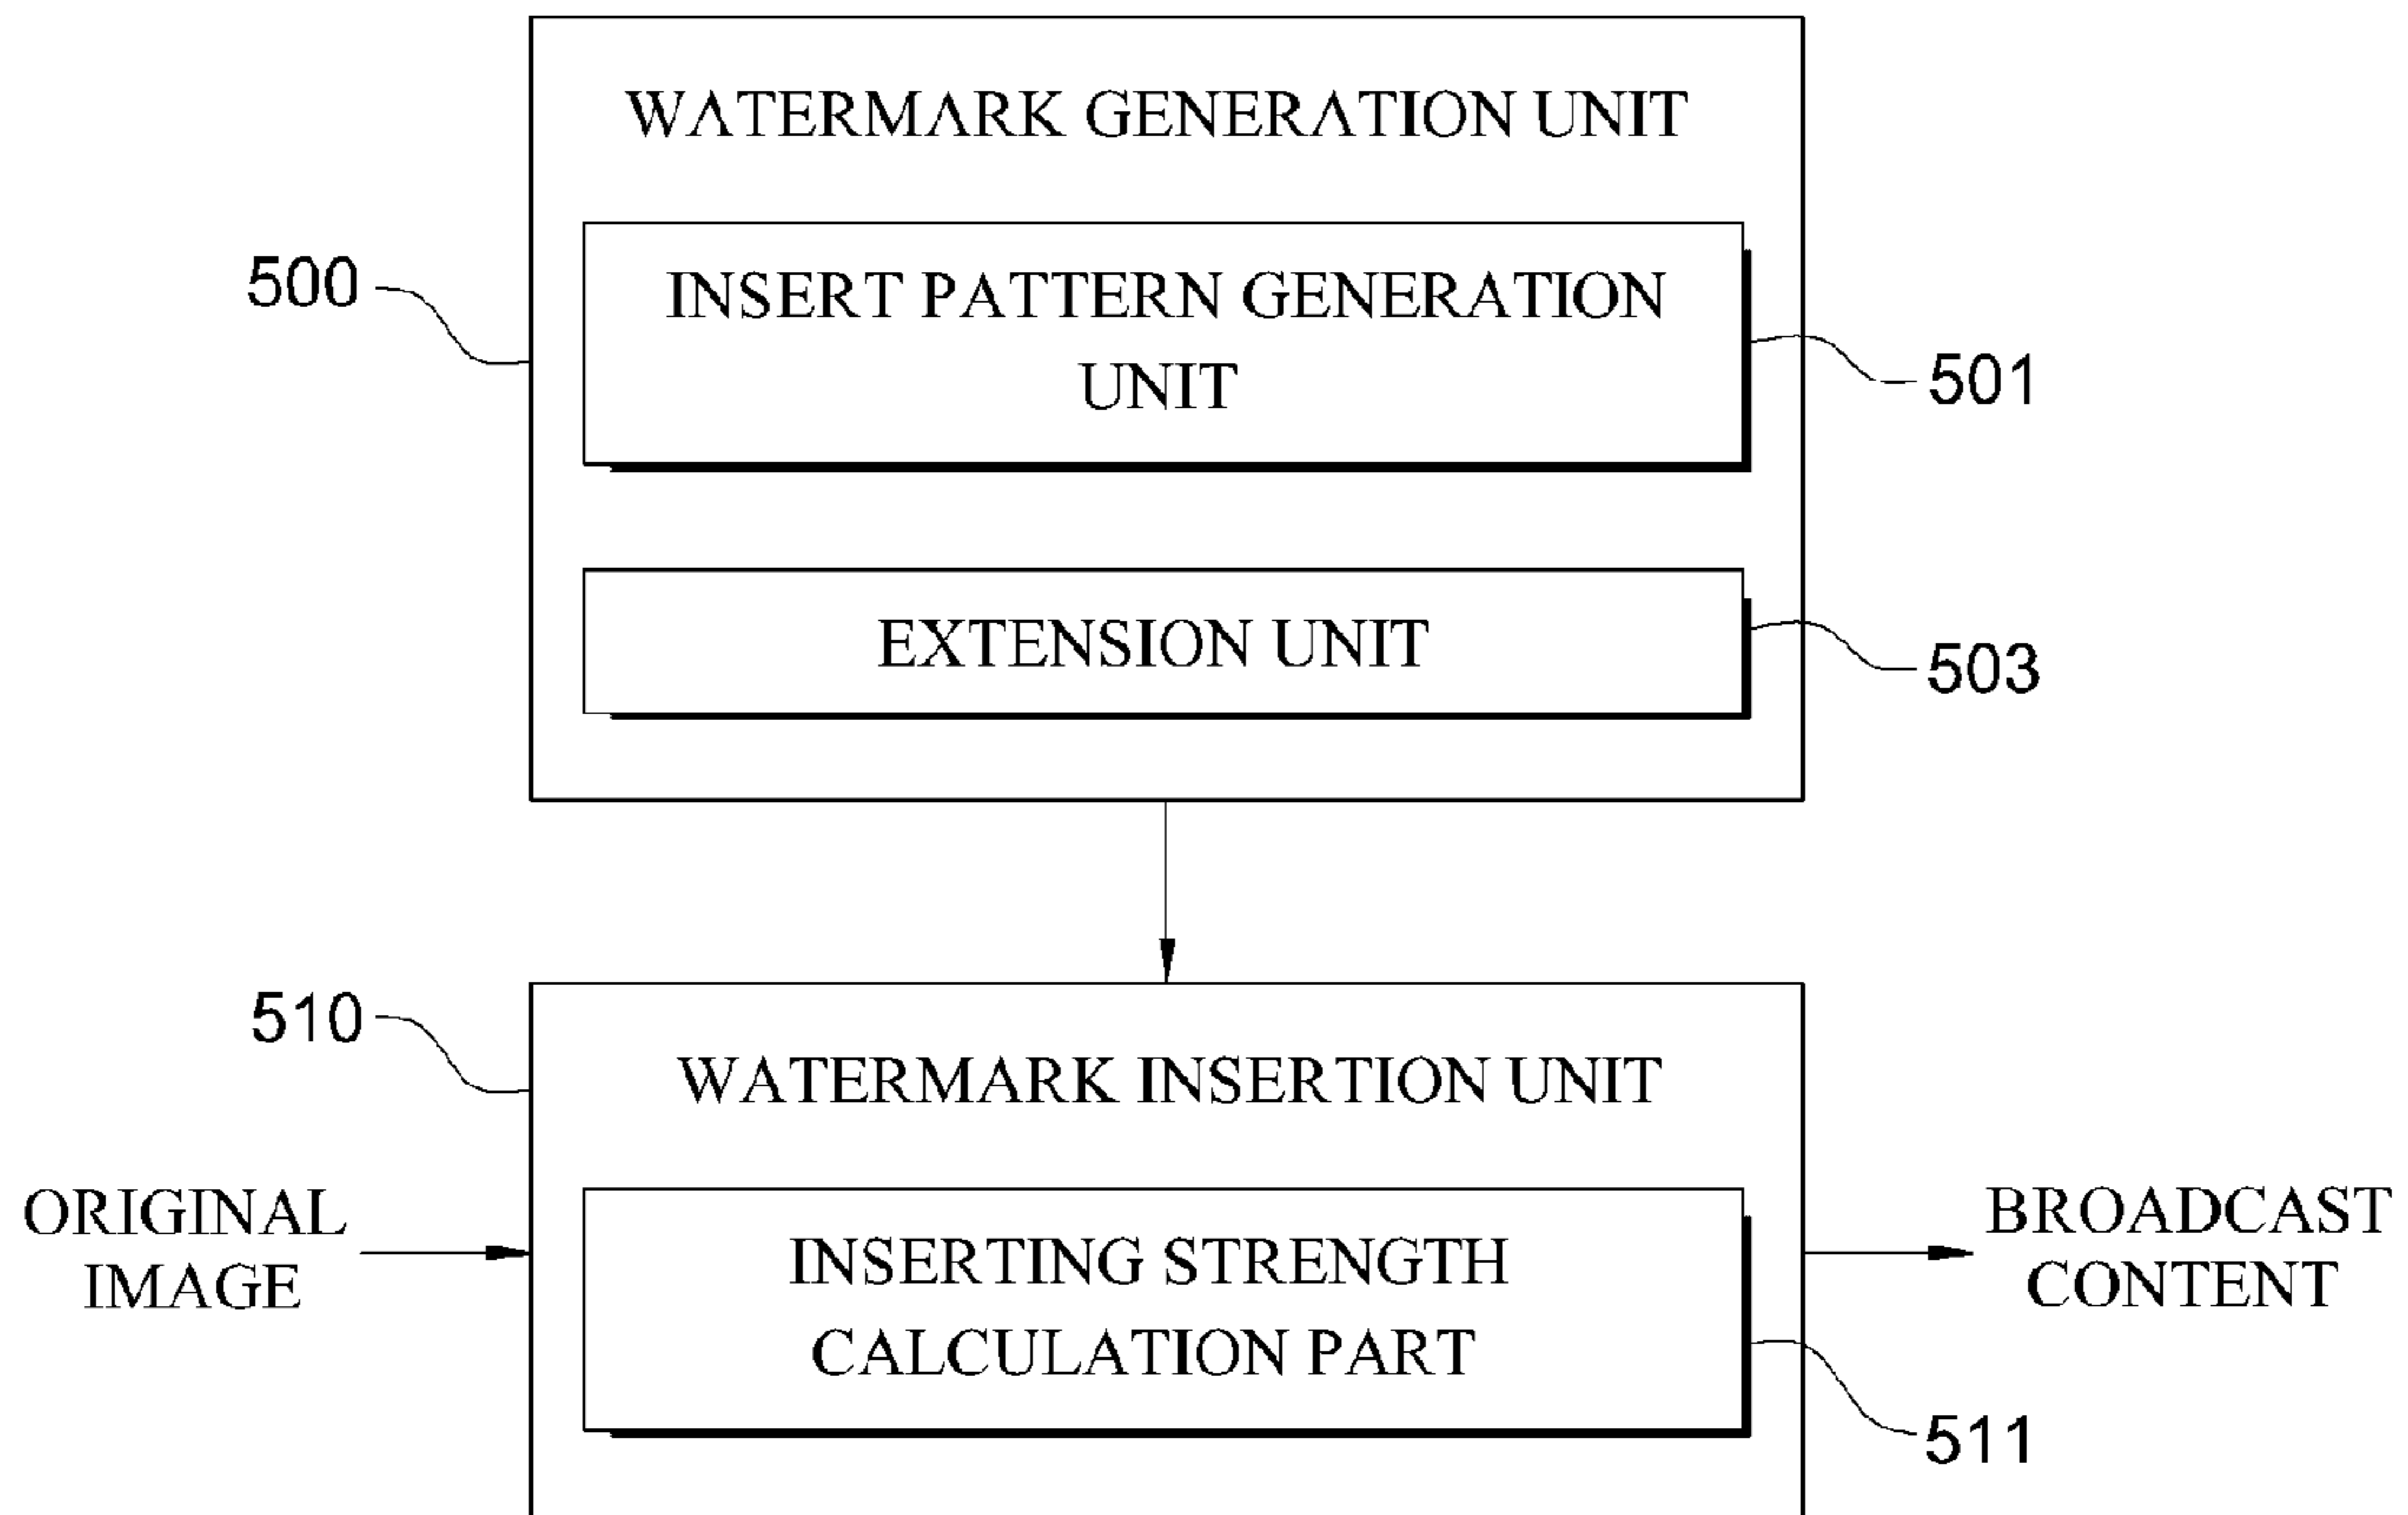 WATERMARK GENERATION UNIT
500
INSERT PATTERN GENERATION
UNIT
501
EXTENSION UNIT
503
510
WATERMARK INSERTION UNIT
ORIGINAL
IMAGE
INSERTING STRENGTH
CALCULATION PART
BROADCAST
CONTENT
511